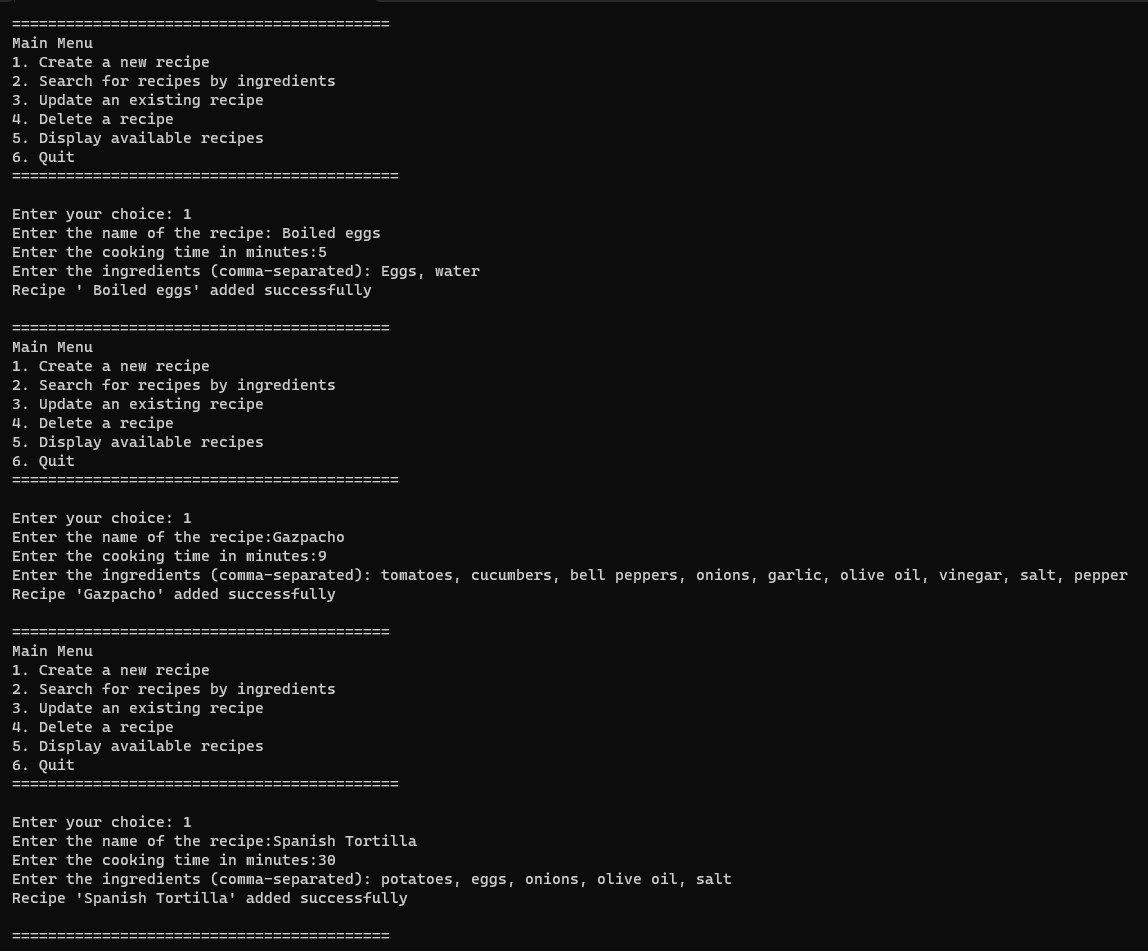 ==========================================
Main Menu
1. Create a new recipe
2. Search for recipes by ingredients
3. Update an existing recipe
4. Delete a recipe
5. Display available recipes
6. Quit
===========================================
Enter your choice: 1
Enter the name of the recipe: Boiled eggs
Enter the cooking time in minutes:5
Enter the ingredients (comma-separated): Eggs, water
Recipe ' Boiled eggs' added successfully
==========================================
Main Menu
1. Create a new recipe
2. Search for recipes by ingredients
3. Update an existing recipe
4. Delete a recipe
5. Display available recipes
6. Quit
===========================================
Enter your choice: 1
Enter the name of the recipe:Gazpacho
Enter the cooking time in minutes:9
Enter the ingredients (comma-separated): tomatoes, cucumbers, bell peppers, onions, garlic, olive oil, vinegar, salt, pepper
Recipe 'Gazpacho' added successfully
==========================================
Main Menu
1. Create a new recipe
2. Search for recipes by ingredients
3. Update an existing recipe
4. Delete a recipe
5. Display available recipes
6. Quit
===========================================
Enter your choice: 1
Enter the name of the recipe:Spanish Tortilla
Enter the cooking time in minutes:30
Enter the ingredients (comma-separated): potatoes, eggs, onions, olive oil, salt
Recipe 'Spanish Tortilla' added successfully
==========================================